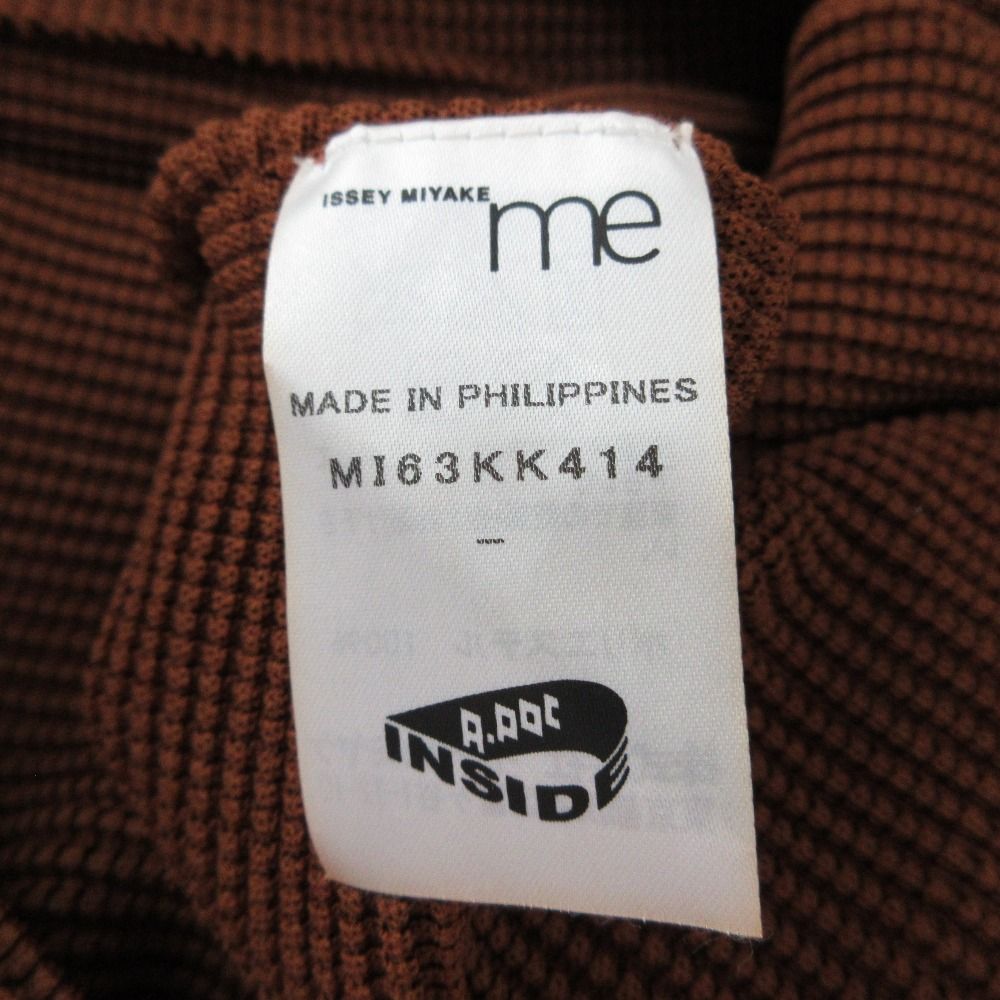 ISSEY MIYAKE me
MADE IN PHILIPPINES
MI63KK414
-
A.POC
INSIDE